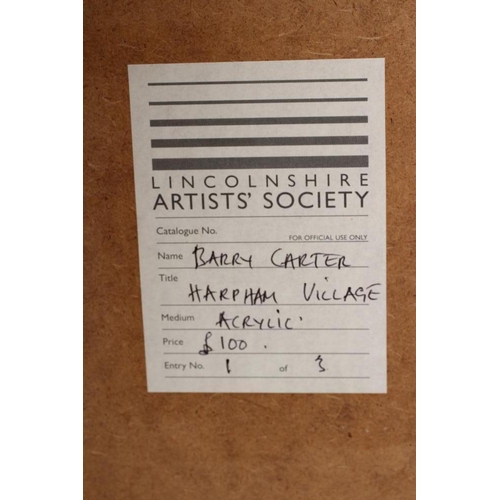 LINCOLNSHIRE
ARTISTS' SOCIETY
Catalogue No.
FOR OFFICIAL USE ONLY
Name BARRY CARTER
Title
HARPHAM VILLAGE
Medium ACRYLIC.
Price £100.
Entry No. 1 of 3